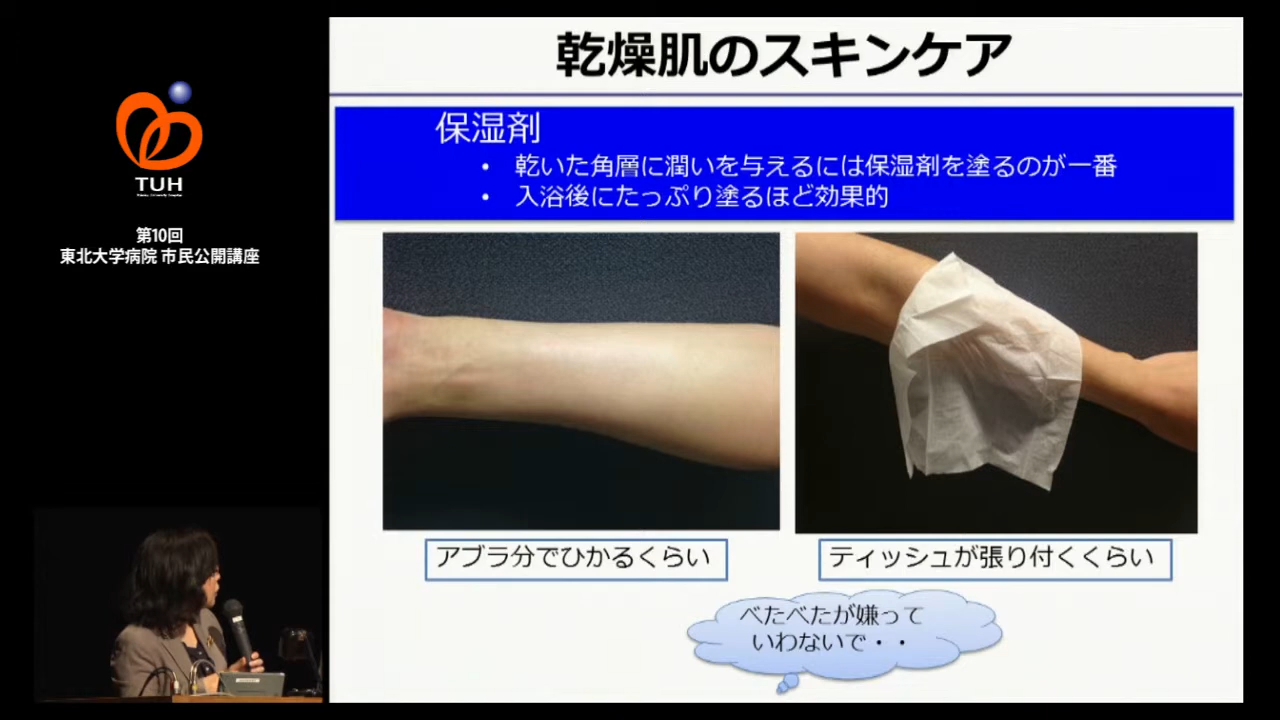 乾燥肌のスキンケア
保湿剤
• 乾いた角層に潤いを与えるには保湿剤を塗るのが一番
• 入浴後にたっぷり塗るほど効果的
TUH
第10回
東北大学病院 市民公開講座
アブラ分でひかるくらい
ティッシュが張り付くくらい
べたべたが嫌って
いわないで・・